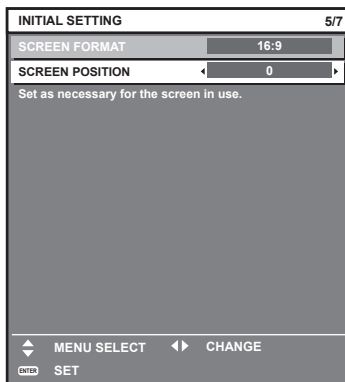 INITIAL SETTING 5/7
SCREEN FORMAT 16:9
SCREEN POSITION 0
Set as necessary for the screen in use.
MENU SELECT CHANGE
ENTER SET